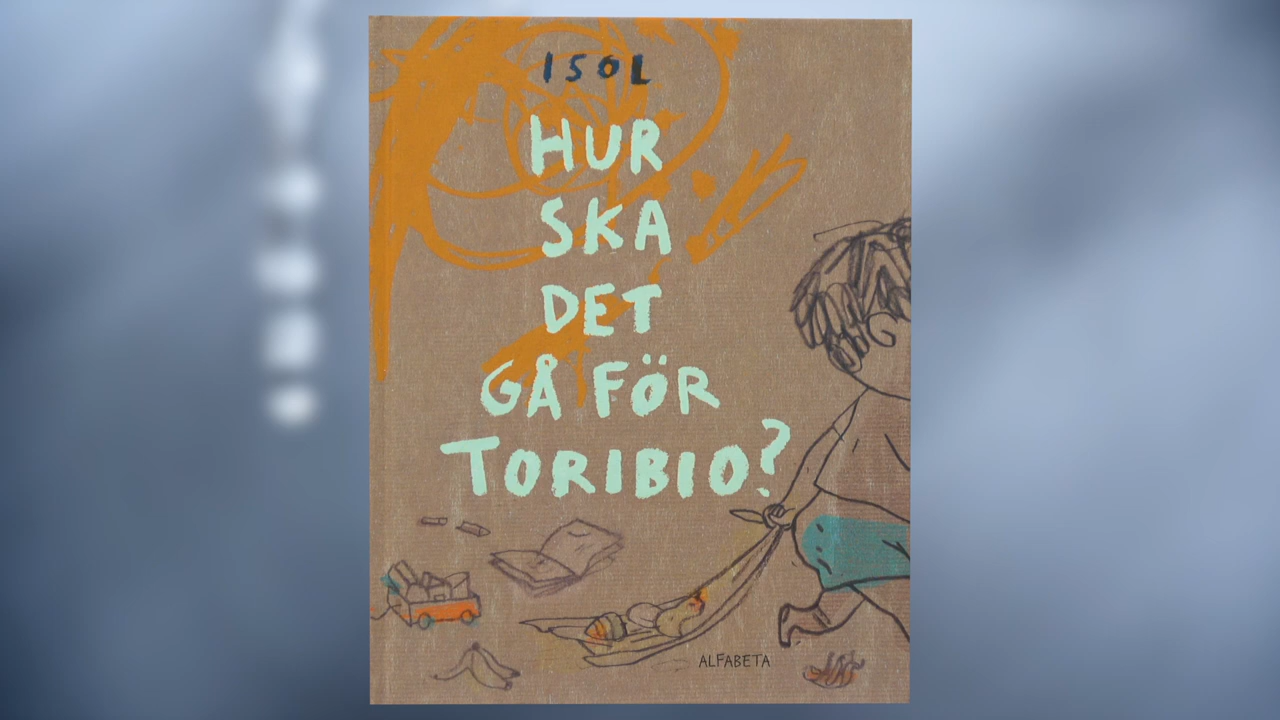 ISOL
HUR
SKA
DET
GÅ FÖR
TORIBIO?
ALFABETA